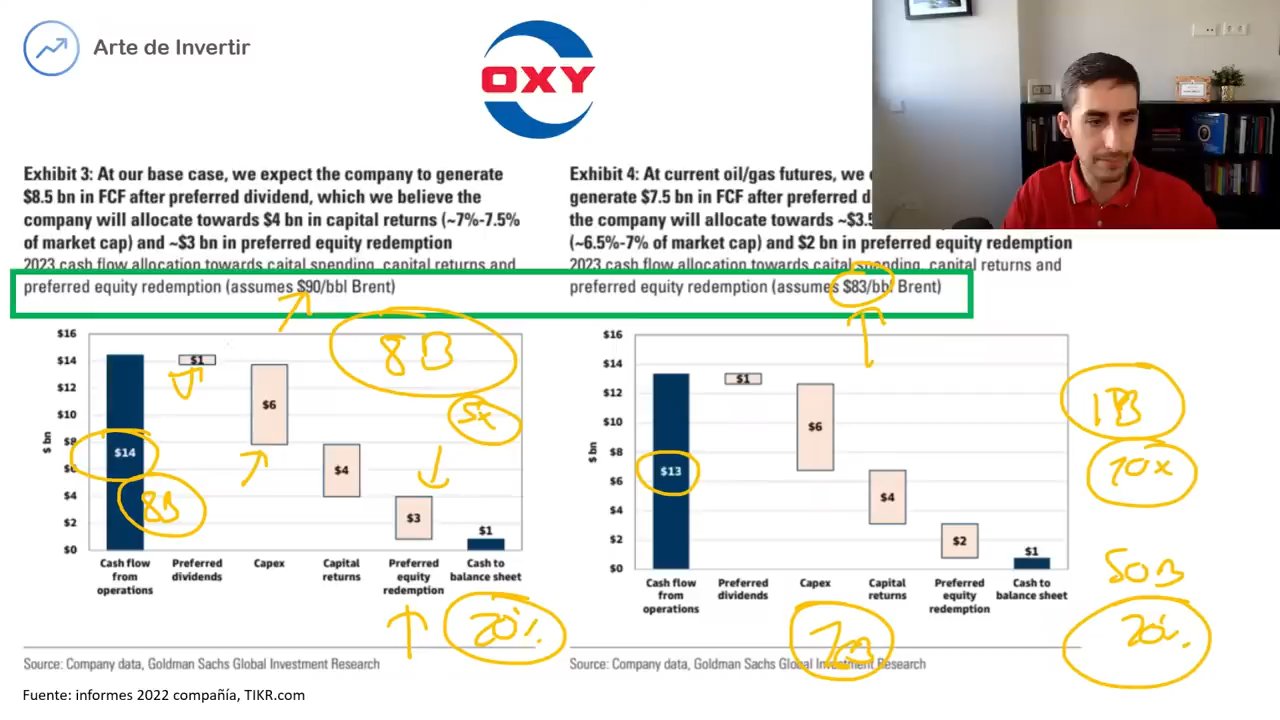 Arte de Invertir
OXY
Exhibit 3: At our base case, we expect the company to generate
$8.5 bn in FCF after preferred dividend, which we believe the
company will allocate towards $4 bn in capital returns (~7%-7.5%
of market cap) and ~$3 bn in preferred equity redemption
2023 cash flow allocation towards caital spending, capital returns and
preferred equity redemption (assumes $90/bbl Brent)
$16
$14
$12
$10
$8
$6
$4
$2
$0
$ bn
$14
$1
$6
$4
$3
$1
Cash flow from operations
Preferred dividends
Capex
Capital returns
Preferred equity redemption
Cash to balance sheet
8B
8B
5x
20%
Source: Company data, Goldman Sachs Global Investment Research
Exhibit 4: At current oil/gas futures, we
generate $7.5 bn in FCF after preferred d
the company will allocate towards ~$3.5
(~6.5%-7% of market cap) and $2 bn in preferred equity redemption
2023 cash flow allocation towards caital spending, capital returns and
preferred equity redemption (assumes $83/bbl Brent)
$16
$14
$12
$10
$8
$6
$4
$2
$0
$ bn
$13
$1
$6
$4
$2
$1
Cash flow from operations
Preferred dividends
Capex
Capital returns
Preferred equity redemption
Cash to balance sheet
1B
10x
50B
20%
Source: Company data, Goldman Sachs Global Investment Research
Fuente: informes 2022 compañía, TIKR.com